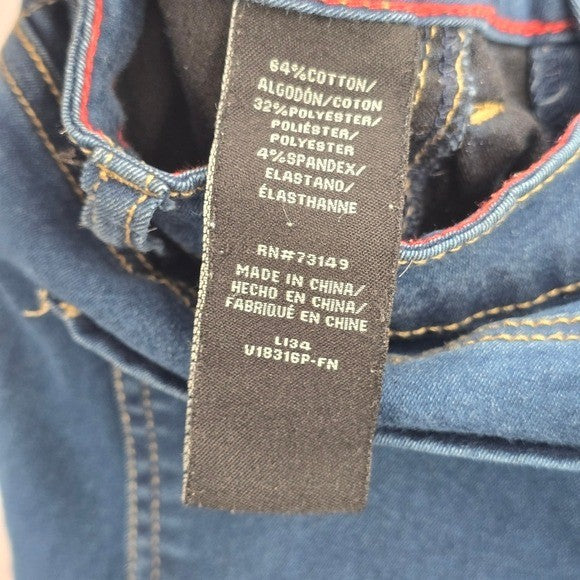 64%COTTON/
ALGODÓN/COTON
32%POLYESTER/
POLIÉSTER/
POLYESTER
4%SPANDEX/
ELASTANO/
ÉLASTHANNE
RN#73149
MADE IN CHINA/
HECHO EN CHINA/
FABRIQUÉ EN CHINE
LI34
V18316P-FN